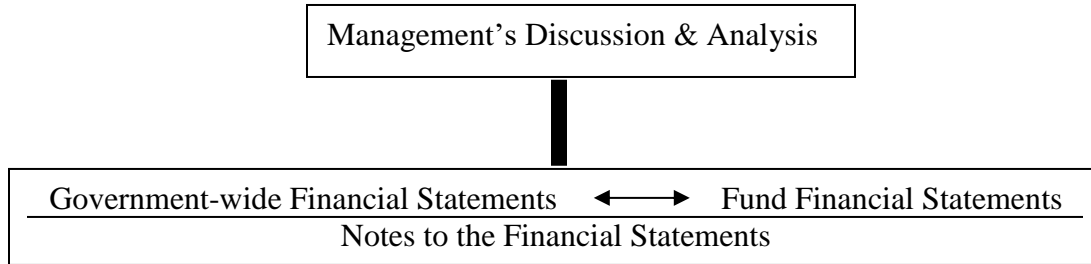 Management’s Discussion & Analysis
Government-wide Financial Statements Fund Financial Statements
Notes to the Financial Statements